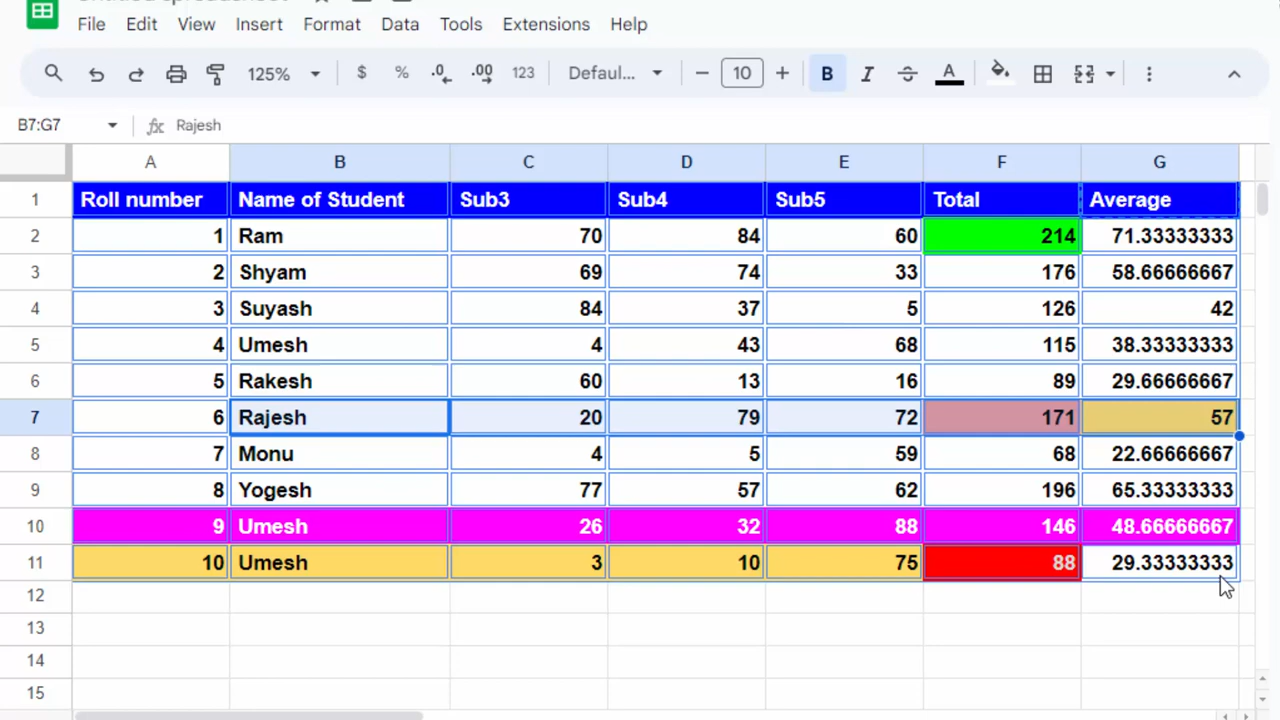 File Edit View Insert Format Data Tools Extensions Help
125% $ % .0 .00 123 Defaul... − 10 + B I S A
B7:G7 fx Rajesh
A B C D E F G
1 Roll number Name of Student Sub3 Sub4 Sub5 Total Average
2 1 Ram 70 84 60 214 71.33333333
3 2 Shyam 69 74 33 176 58.66666667
4 3 Suyash 84 37 5 126 42
5 4 Umesh 4 43 68 115 38.33333333
6 5 Rakesh 60 13 16 89 29.66666667
7 6 Rajesh 20 79 72 171 57
8 7 Monu 4 5 59 68 22.66666667
9 8 Yogesh 77 57 62 196 65.33333333
10 9 Umesh 26 32 88 146 48.66666667
11 10 Umesh 3 10 75 88 29.33333333
12
13
14
15